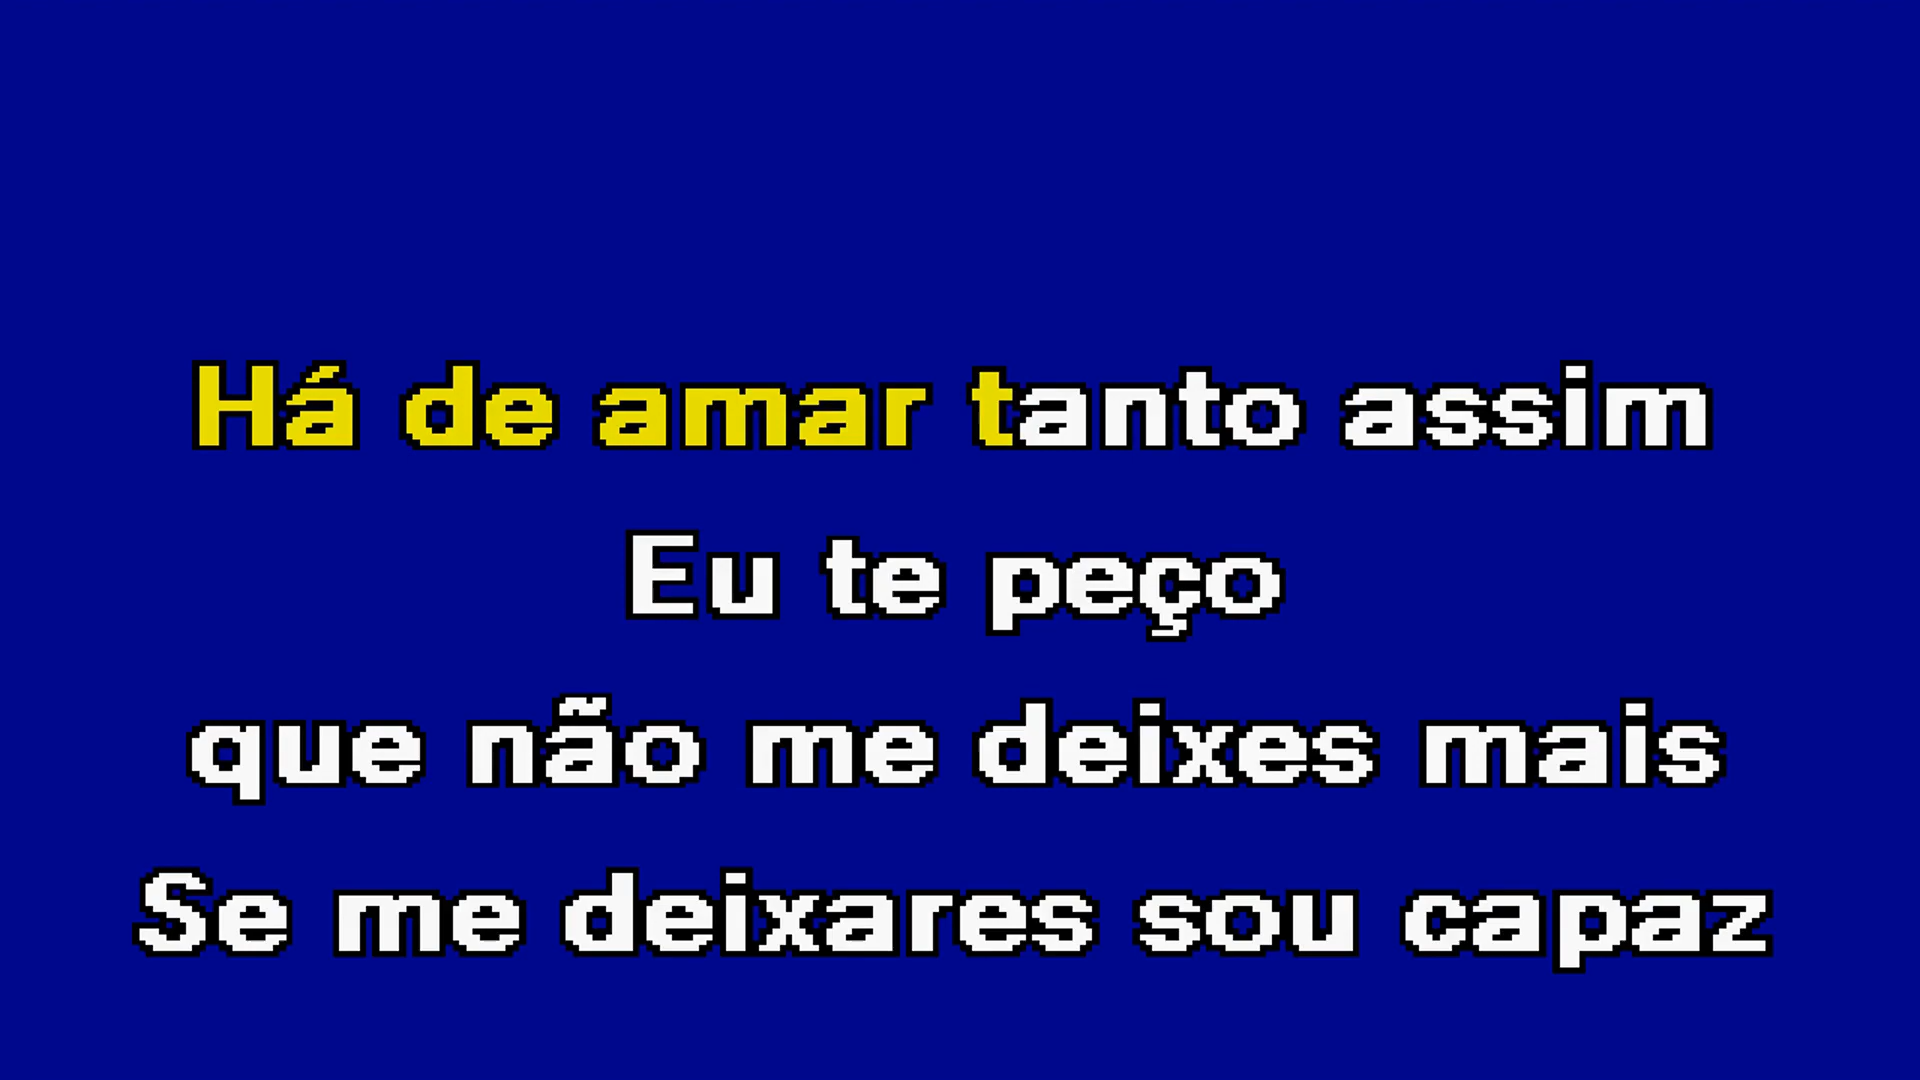 Há de amar tanto assim
Eu te peço
que não me deixes mais
Se me deixares sou capaz